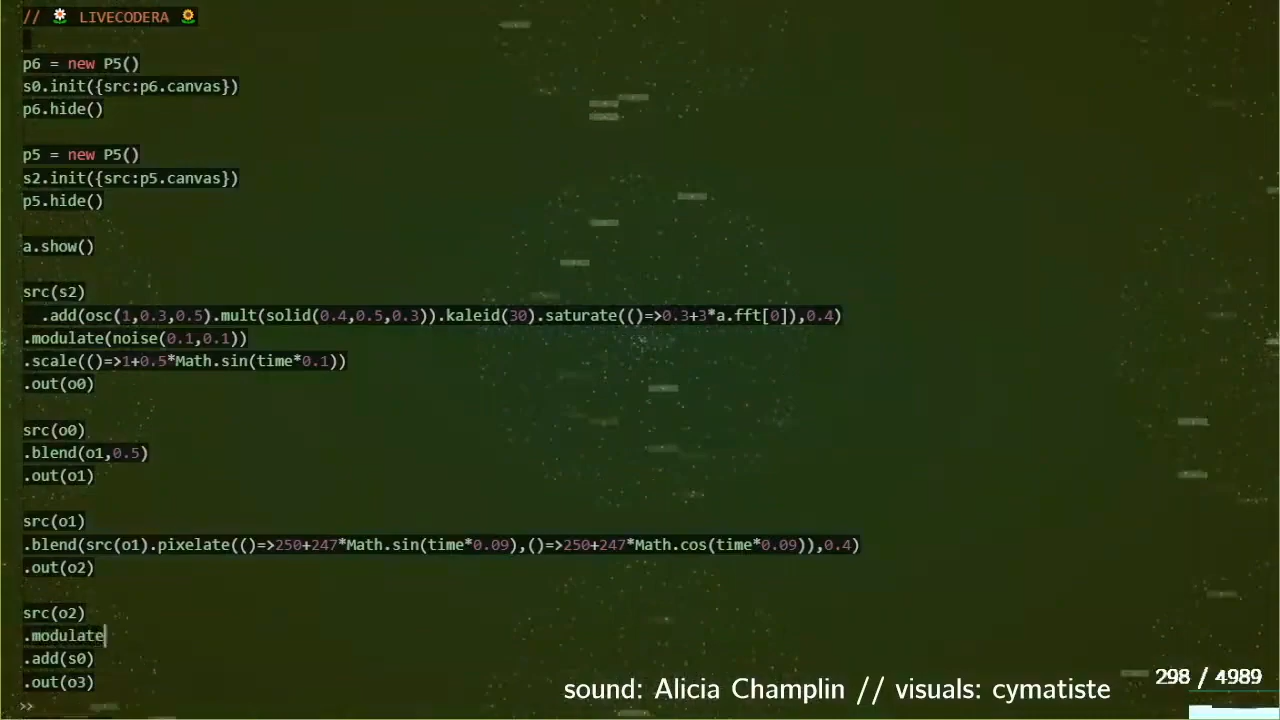 // 🌼 LIVECODERA 🌻
p6 = new P5()
s0.init({src:p6.canvas})
p6.hide()
p5 = new P5()
s2.init({src:p5.canvas})
p5.hide()
a.show()
src(s2)
.add(osc(1,0.3,0.5).mult(solid(0.4,0.5,0.3)).kaleid(30).saturate(()=>0.3+3*a.fft[0]),0.4)
.modulate(noise(0.1,0.1))
.scale(()=>1+0.5*Math.sin(time*0.1))
.out(o0)
src(o0)
.blend(o1,0.5)
.out(o1)
src(o1)
.blend(src(o1).pixelate(()=>250+247*Math.sin(time*0.09),()=>250+247*Math.cos(time*0.09)),0.4)
.out(o2)
src(o2)
.modulate
.add(s0)
.out(o3)
>>
sound: Alicia Champlin // visuals: cymatiste
298 / 4989